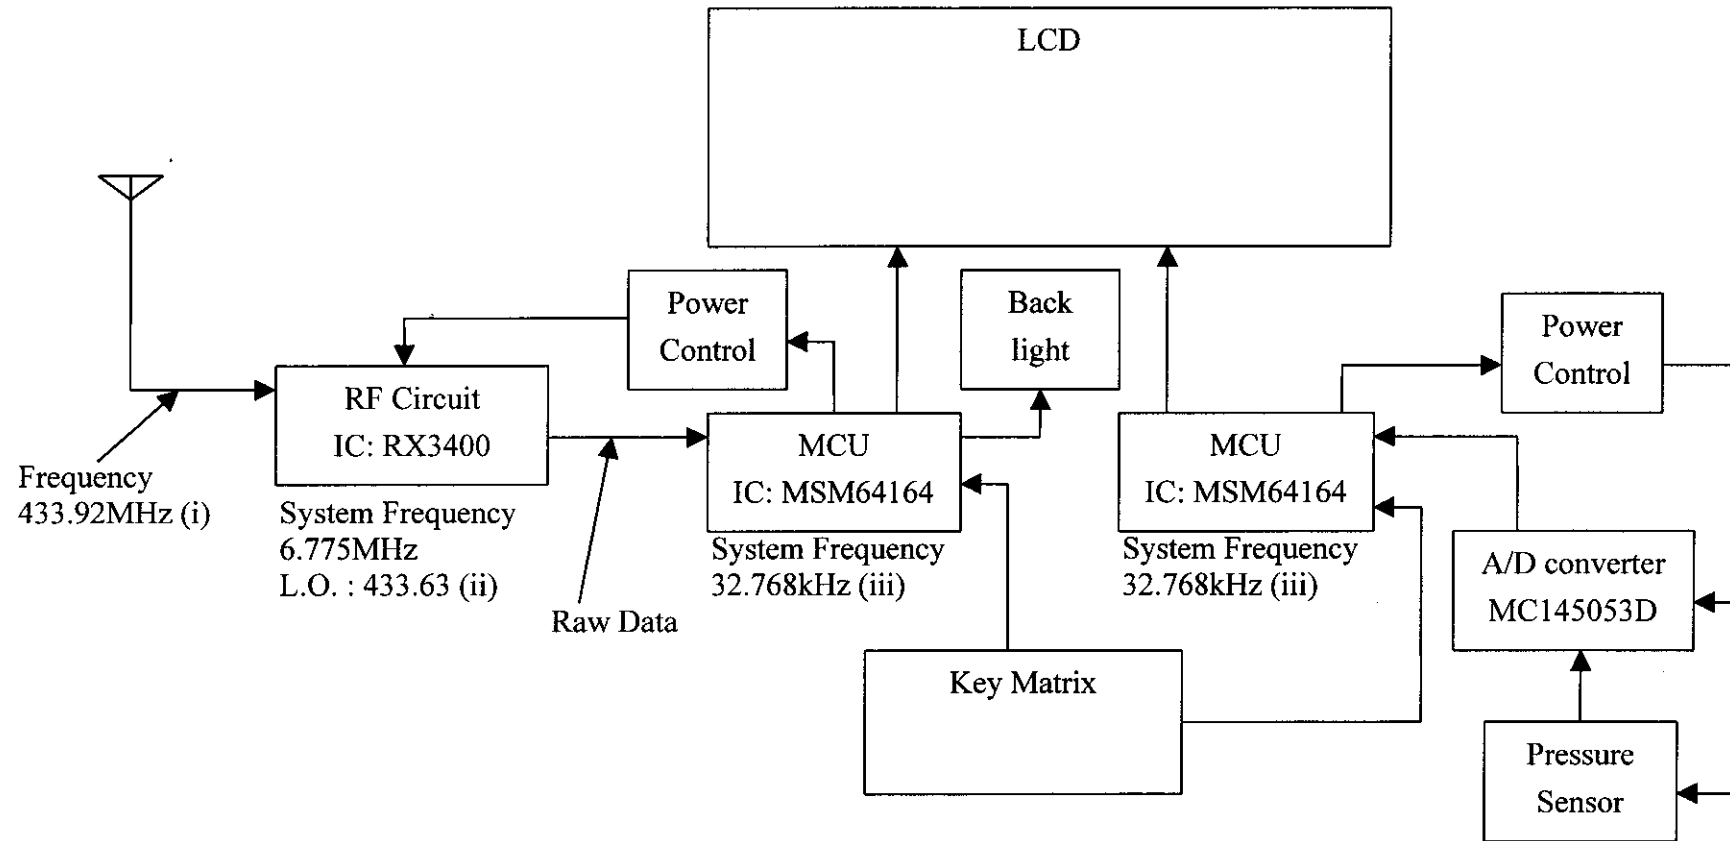 LCD
Power
Control
Back
light
Power
Control
RF Circuit
IC: RX3400
MCU
IC: MSM64164
MCU
IC: MSM64164
Frequency
433.92MHz (i)
System Frequency
6.775MHz
L.O. : 433.63 (ii)
System Frequency
32.768kHz (iii)
System Frequency
32.768kHz (iii)
A/D converter
MC145053D
Raw Data
Key Matrix
Pressure
Sensor